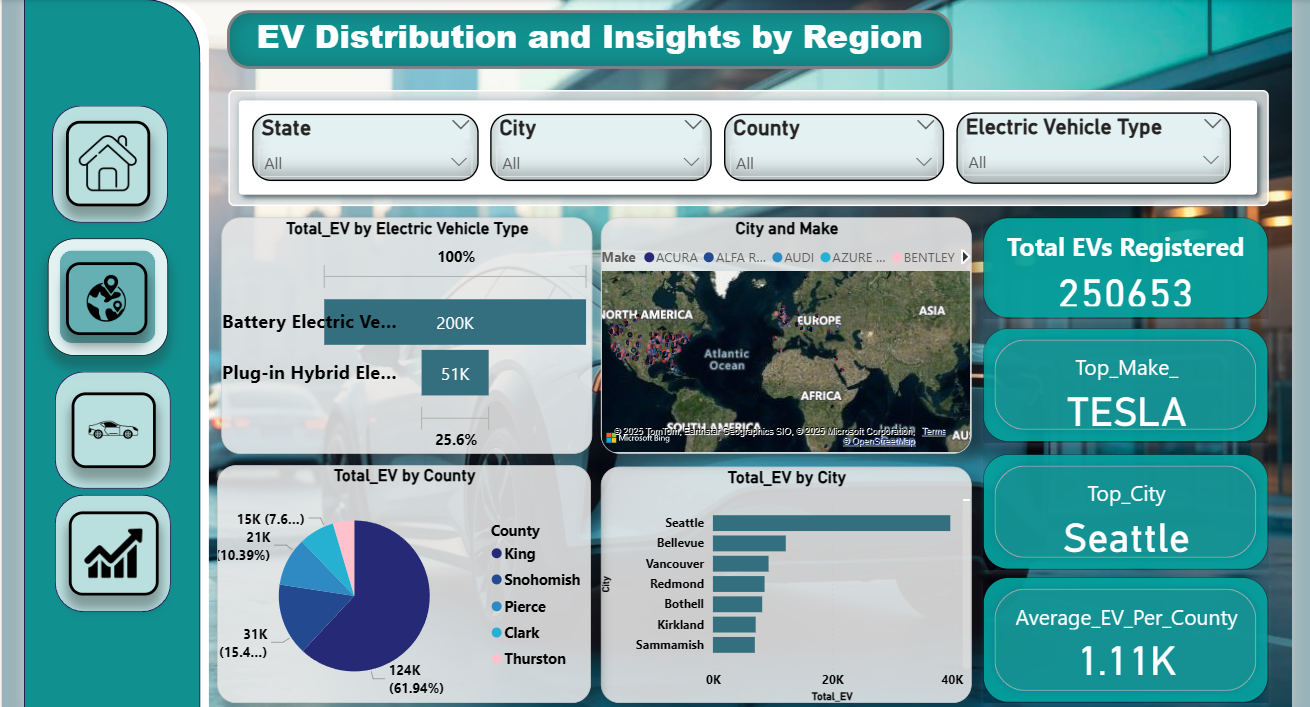 EV Distribution and Insights by Region
State
All
City
All
County
All
Electric Vehicle Type
All
Total_EV by Electric Vehicle Type
100%
Battery Electric Ve...
200K
Plug-in Hybrid Ele...
51K
25.6%
City and Make
Make ACURA ALFA R... AUDI AZURE ... BENTLEY
NORTH AMERICA
EUROPE
ASIA
Atlantic
Ocean
AFRICA
SOUTH AMERICA
Indian
AUS
© 2025 TomTom, Earthstar Geographics SIO, © 2025 Microsoft Corporation, Terms
Microsoft Bing
© OpenStreetMap
Total EVs Registered
250653
Top_Make_
TESLA
Top_City
Seattle
Average_EV_Per_County
1.11K
Total_EV by County
15K (7.6...)
21K
(10.39%)
31K
(15.4...)
124K
(61.94%)
County
King
Snohomish
Pierce
Clark
Thurston
Total_EV by City
City
Seattle
Bellevue
Vancouver
Redmond
Bothell
Kirkland
Sammamish
0K
20K
40K
Total_EV